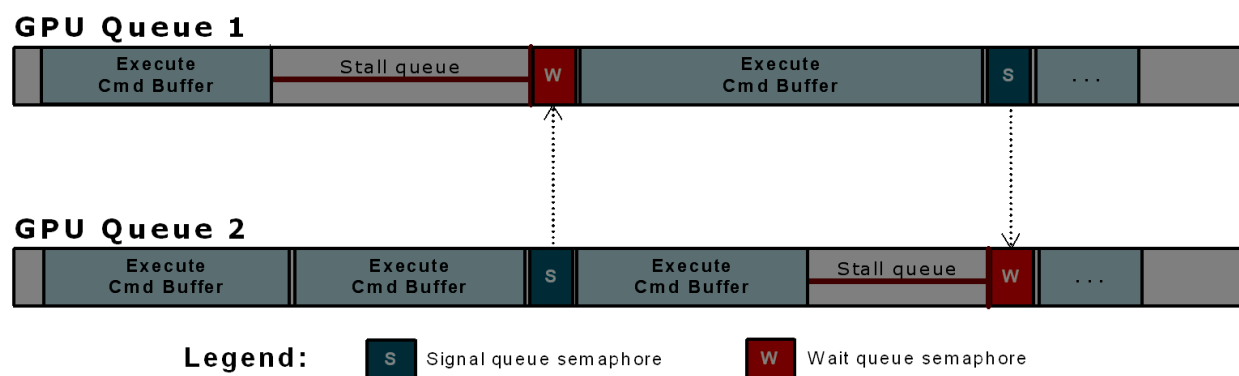 GPU Queue 1
Execute
Cmd Buffer
Stall queue
W
Execute
Cmd Buffer
S
...
GPU Queue 2
Execute
Cmd Buffer
Execute
Cmd Buffer
S
Execute
Cmd Buffer
Stall queue
W
...
Legend:
S
Signal queue semaphore
W
Wait queue semaphore